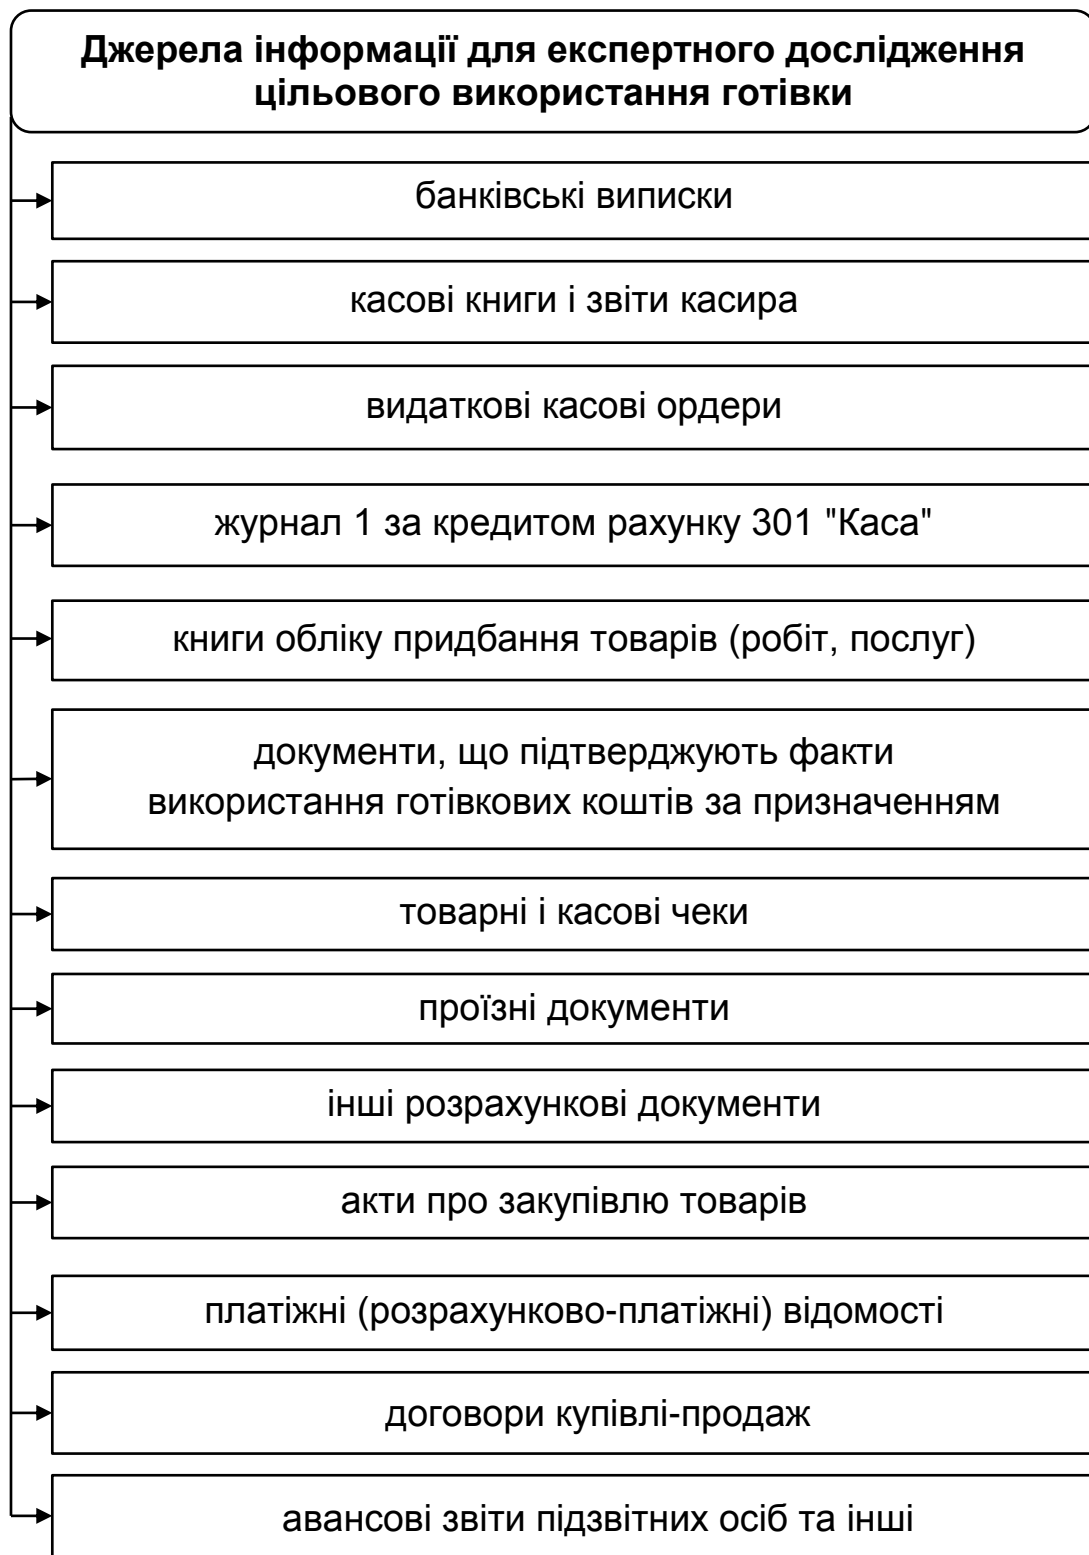 Джерела інформації для експертного дослідження
цільового використання готівки
банківські виписки
касові книги і звіти касира
видаткові касові ордери
журнал 1 за кредитом рахунку 301 "Каса"
книги обліку придбання товарів (робіт, послуг)
документи, що підтверджують факти
використання готівкових коштів за призначенням
товарні і касові чеки
проїзні документи
інші розрахункові документи
акти про закупівлю товарів
платіжні (розрахунково-платіжні) відомості
договори купівлі-продаж
авансові звіти підзвітних осіб та інші